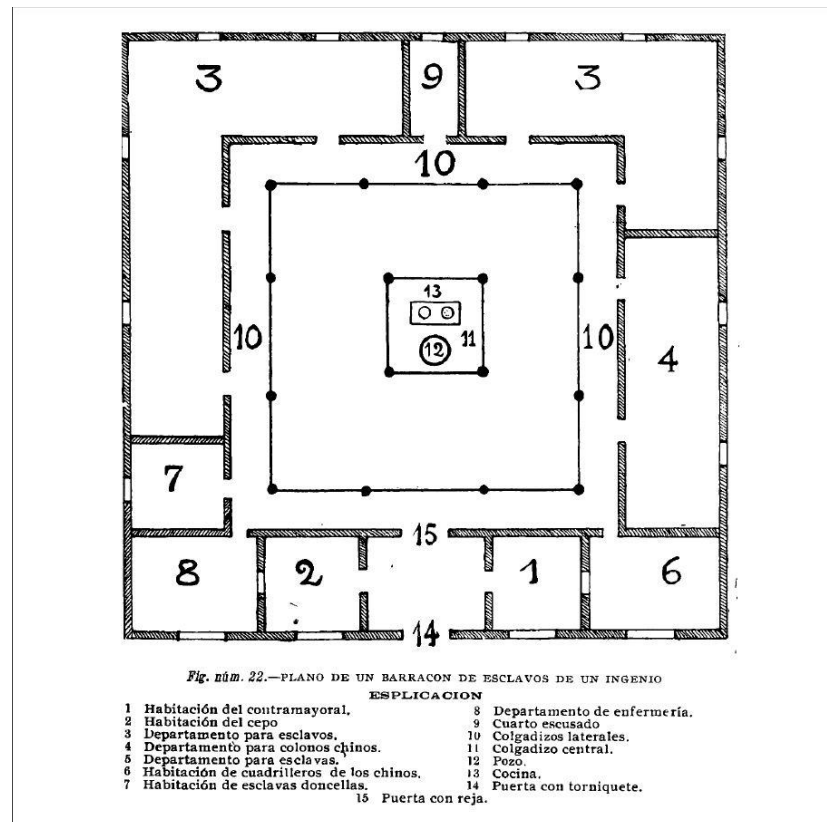 3
9
3
10
13
10
11
10
12
4
7
15
8
2
1
6
14
Fig. núm. 22.—PLANO DE UN BARRACON DE ESCLAVOS DE UN INGENIO
ESPLICACION
1 Habitación del contramayoral.
2 Habitación del cepo
3 Departamento para esclavos.
4 Departamento para colonos chinos.
5 Departamento para esclavas.
6 Habitación de cuadrilleros de los chinos.
7 Habitación de esclavas doncellas.
8 Departamento de enfermería.
9 Cuarto escusado
10 Colgadizos laterales.
11 Colgadizo central.
12 Pozo.
13 Cocina.
14 Puerta con torniquete.
15 Puerta con reja.